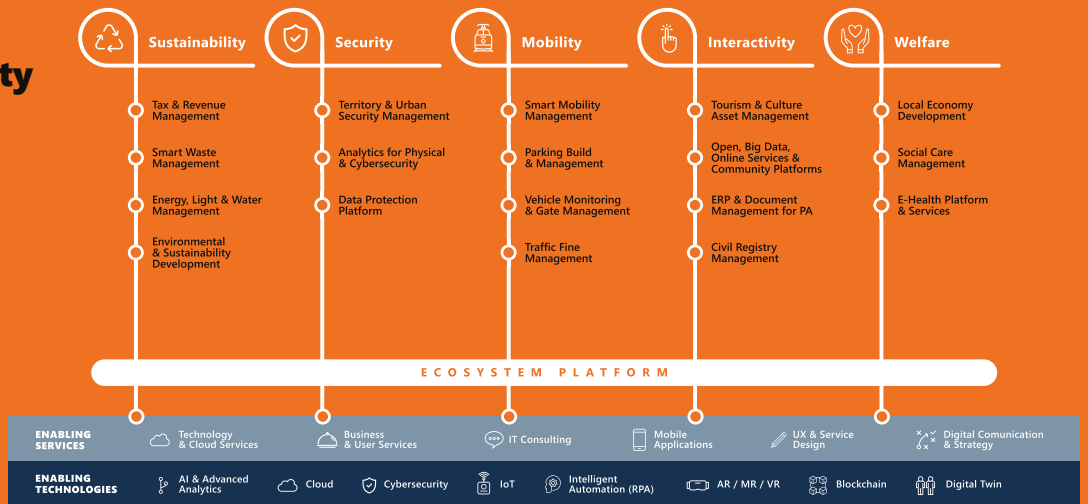 ty
Sustainability
Security
Mobility
Interactivity
Welfare
Tax & Revenue
Management
Smart Waste
Management
Energy, Light & Water
Management
Environmental
& Sustainability
Development
Territory & Urban
Security Management
Analytics for Physical
& Cybersecurity
Data Protection
Platform
Smart Mobility
Management
Parking Build
& Management
Vehicle Monitoring
& Gate Management
Traffic Fine
Management
Tourism & Culture
Asset Management
Open, Big Data,
Online Services &
Community Platforms
ERP & Document
Management for PA
Civil Registry
Management
Local Economy
Development
Social Care
Management
E-Health Platform
& Services
ECOSYSTEM PLATFORM
ENABLING
SERVICES
Technology
& Cloud Services
Business
& User Services
IT Consulting
Mobile
Applications
UX & Service
Design
Digital Comunication
& Strategy
ENABLING
TECHNOLOGIES
AI & Advanced
Analytics
Cloud
Cybersecurity
IoT
Intelligent
Automation (RPA)
AR / MR / VR
Blockchain
Digital Twin